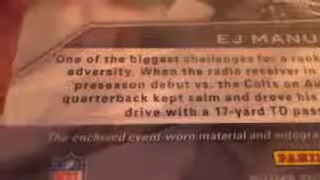 EJ MANU
One of the biggest challenges for a rook
adversity. When the radio receiver in
preseason debut vs. the Colts on Au
quarterback kept calm and drove his
drive with a 17-yard TD pass
The enclosed event-worn material and autogra
NFL
PANINI